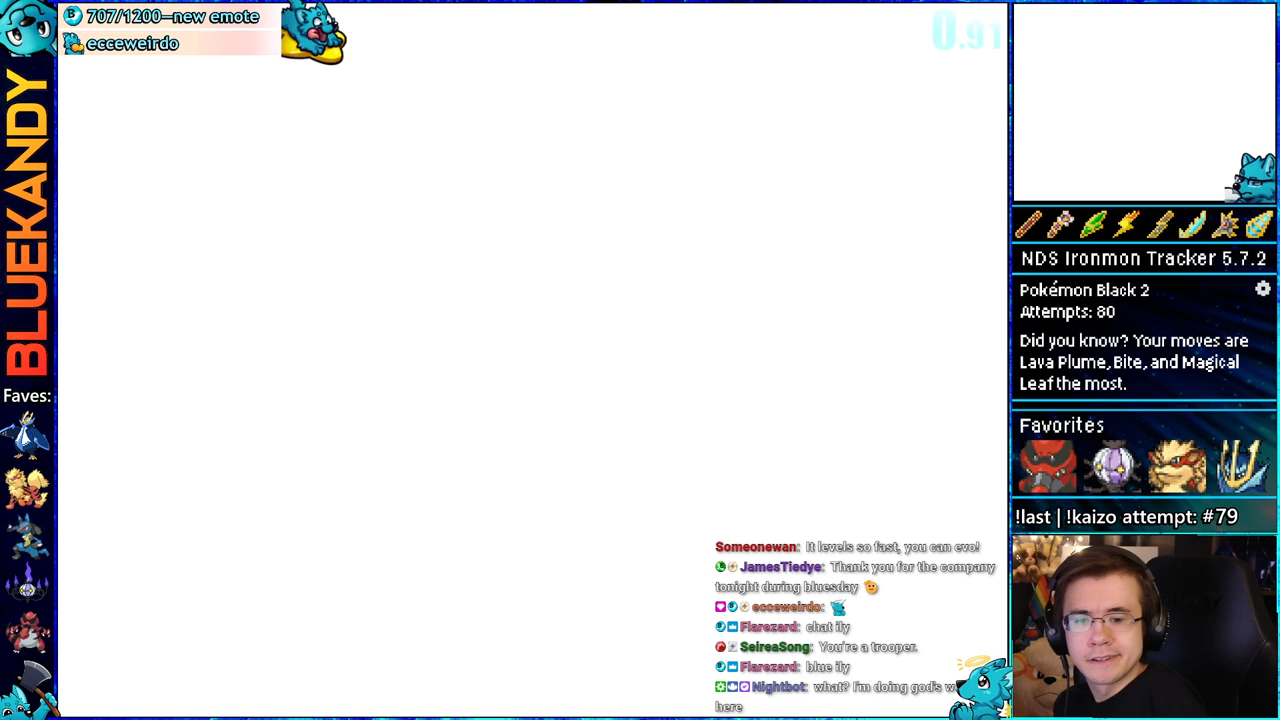 707/1200—new emote
ecceweirdo
0.91
BLUEKANDY
Faves:
NDS Ironmon Tracker 5.7.2
Pokémon Black 2
Attempts: 80
Did you know? Your moves are
Lava Plume, Bite, and Magical
Leaf the most.
Favorites
!last | !kaizo attempt: #79
Someonewan: It levels so fast, you can evo!
JamesTiedye: Thank you for the company
tonight during bluesday
ecceweirdo:
Flarezard: chat ily
SeireaSong: You're a trooper.
Flarezard: blue ily
Nightbot: what? I'm doing god's w
here